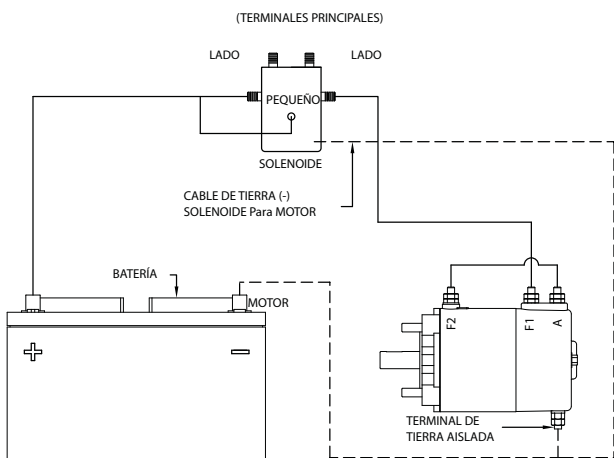 (TERMINALES PRINCIPALES)
LADO
LADO
PEQUEÑO
SOLENOIDE
CABLE DE TIERRA (-)
SOLENOIDE Para MOTOR
BATERÍA
MOTOR
+
−
F2
F1
A
TERMINAL DE
TIERRA AISLADA